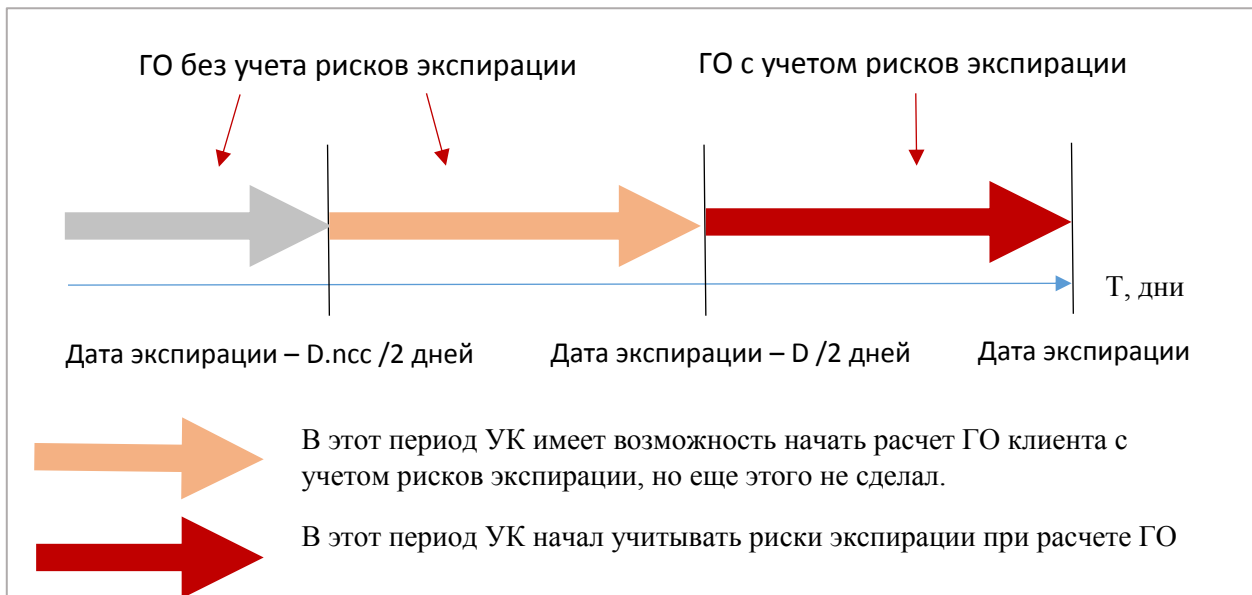 ГО без учета рисков экспирации
ГО с учетом рисков экспирации
Т, дни
Дата экспирации – D.ncc /2 дней
Дата экспирации – D /2 дней
Дата экспирации
В этот период УК имеет возможность начать расчет ГО клиента с
учетом рисков экспирации, но еще этого не сделал.
В этот период УК начал учитывать риски экспирации при расчете ГО